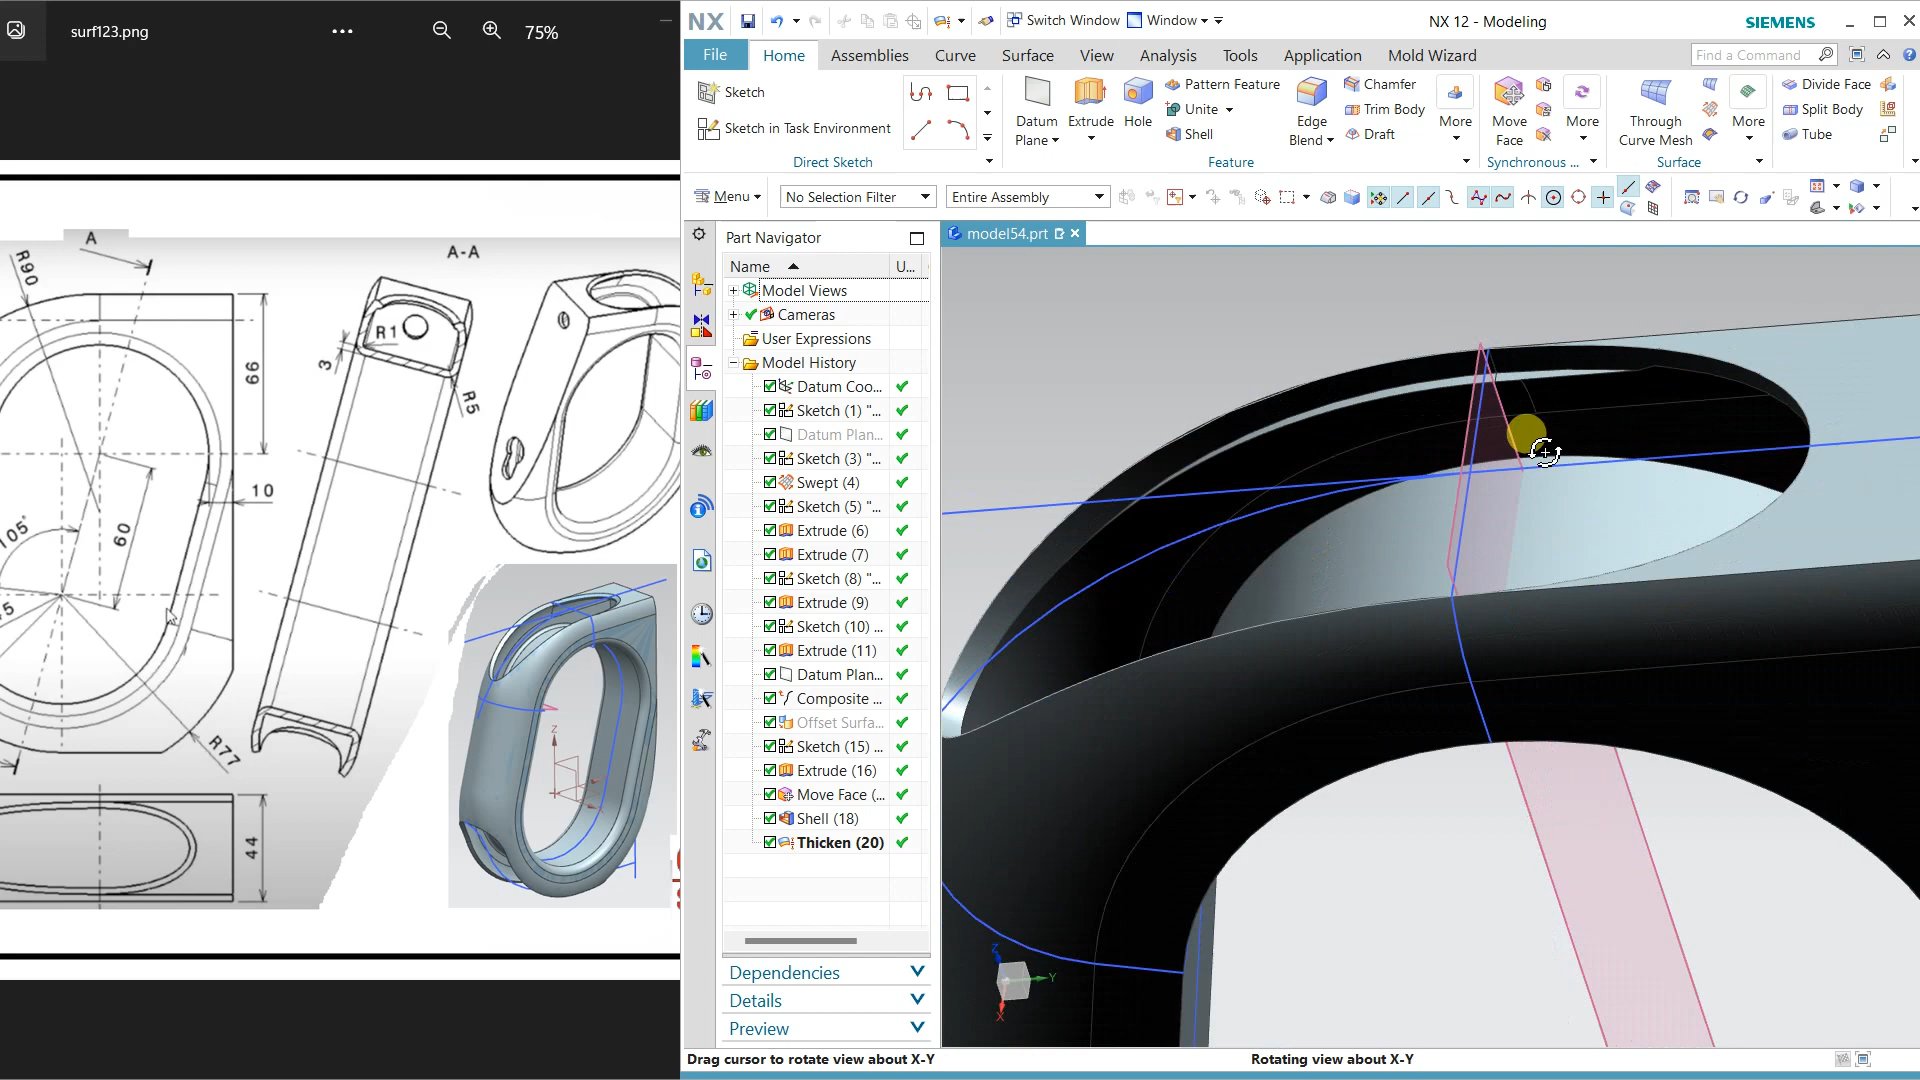 surf123.png
75%
NX
Switch Window
Window
NX 12 - Modeling
SIEMENS
File
Home
Assemblies
Curve
Surface
View
Analysis
Tools
Application
Mold Wizard
Find a Command
Sketch
Sketch in Task Environment
Direct Sketch
Datum Plane
Extrude
Hole
Pattern Feature
Unite
Shell
Edge Blend
Chamfer
Trim Body
Draft
More
Feature
Move Face
More
Synchronous ...
Through Curve Mesh
More
Surface
Divide Face
Split Body
Tube
Menu
No Selection Filter
Entire Assembly
Part Navigator
model54.prt
Name
U...
Model Views
Cameras
User Expressions
Model History
Datum Coo...
Sketch (1) "...
Datum Plan...
Sketch (3) "...
Swept (4)
Sketch (5) "...
Extrude (6)
Extrude (7)
Sketch (8) "...
Extrude (9)
Sketch (10) ...
Extrude (11)
Datum Plan...
Composite ...
Offset Surfa...
Sketch (15) ...
Extrude (16)
Move Face (...
Shell (18)
Thicken (20)
Dependencies
Details
Preview
A
A-A
R90
66
R1
3
R5
10
105°
60
5
R77
44
Z
Z
Y
X
Drag cursor to rotate view about X-Y
Rotating view about X-Y